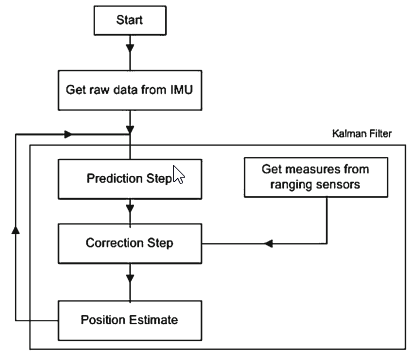 Start
Get raw data from IMU
Kalman Filter
Prediction Step
Get measures from
ranging sensors
Correction Step
Position Estimate